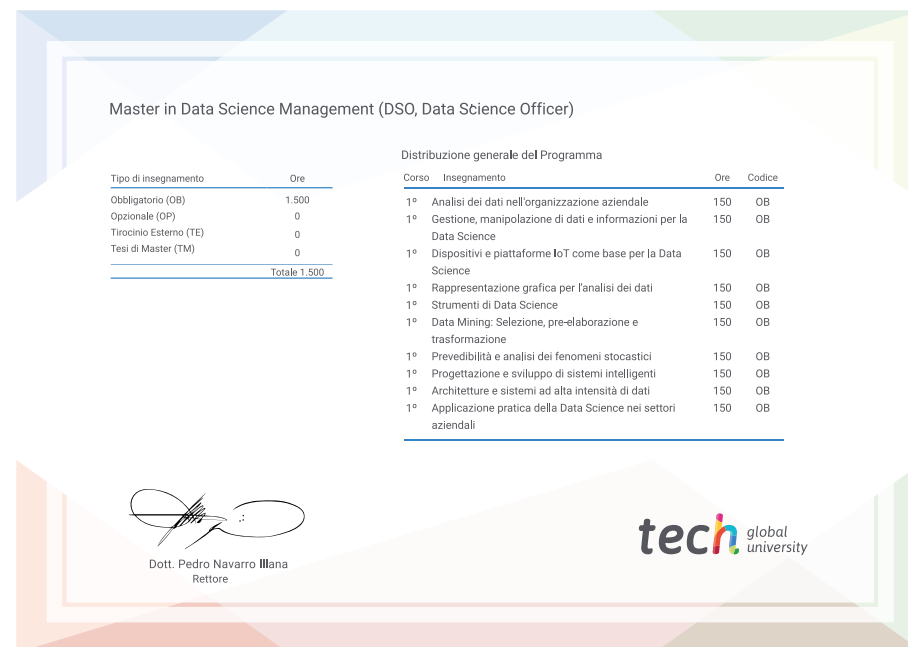 Master in Data Science Management (DSO, Data Science Officer)
Tipo di insegnamento Ore
Obbligatorio (OB) 1.500
Opzionale (OP) 0
Tirocinio Esterno (TE) 0
Tesi di Master (TM) 0
Totale 1.500
Distribuzione generale del Programma
Corso Insegnamento Ore Codice
1º Analisi dei dati nell'organizzazione aziendale 150 OB
1º Gestione, manipolazione di dati e informazioni per la 150 OB
Data Science
1º Dispositivi e piattaforme IoT come base per la Data 150 OB
Science
1º Rappresentazione grafica per l'analisi dei dati 150 OB
1º Strumenti di Data Science 150 OB
1º Data Mining: Selezione, pre-elaborazione e 150 OB
trasformazione
1º Prevedibilità e analisi dei fenomeni stocastici 150 OB
1º Progettazione e sviluppo di sistemi intelligenti 150 OB
1º Architetture e sistemi ad alta intensità di dati 150 OB
1º Applicazione pratica della Data Science nei settori 150 OB
aziendali
Dott. Pedro Navarro Illana
Rettore
tech global
university